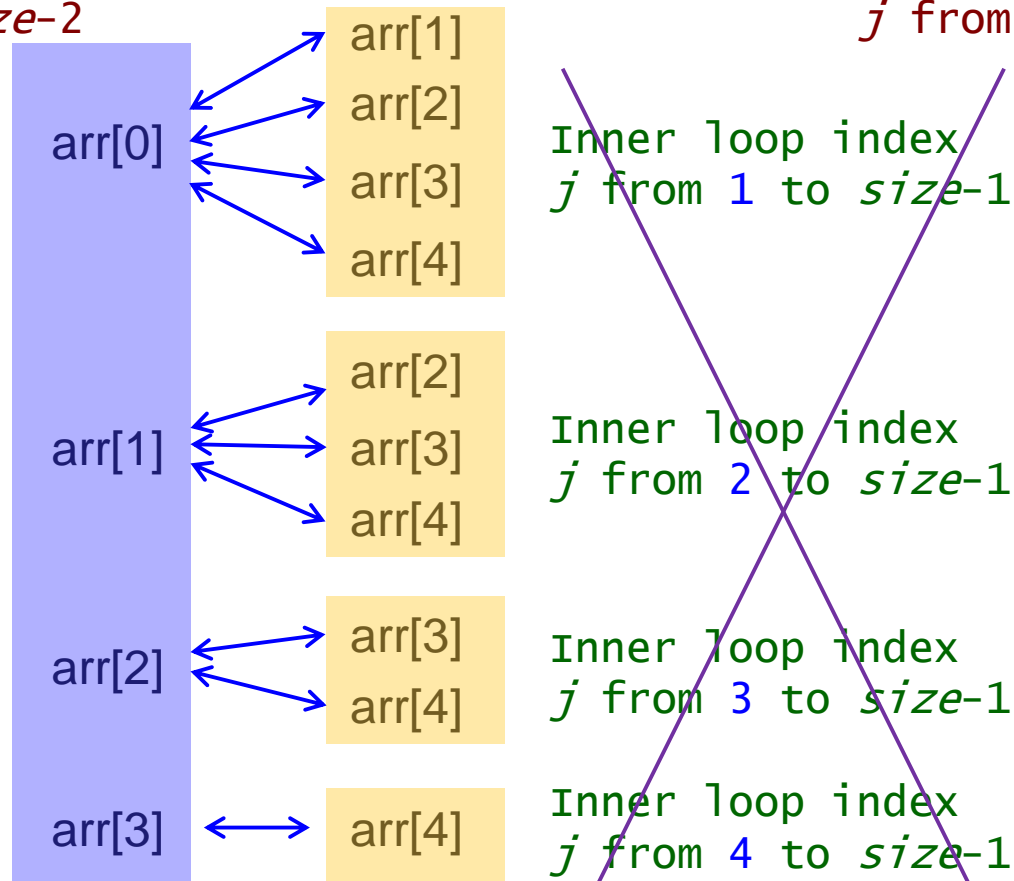 ze-2
j from
arr[0]
arr[1]
arr[2]
arr[3]
arr[4]
Inner loop index
j from 1 to size-1
arr[1]
arr[2]
arr[3]
arr[4]
Inner loop index
j from 2 to size-1
arr[2]
arr[3]
arr[4]
Inner loop index
j from 3 to size-1
arr[3]
arr[4]
Inner loop index
j from 4 to size-1